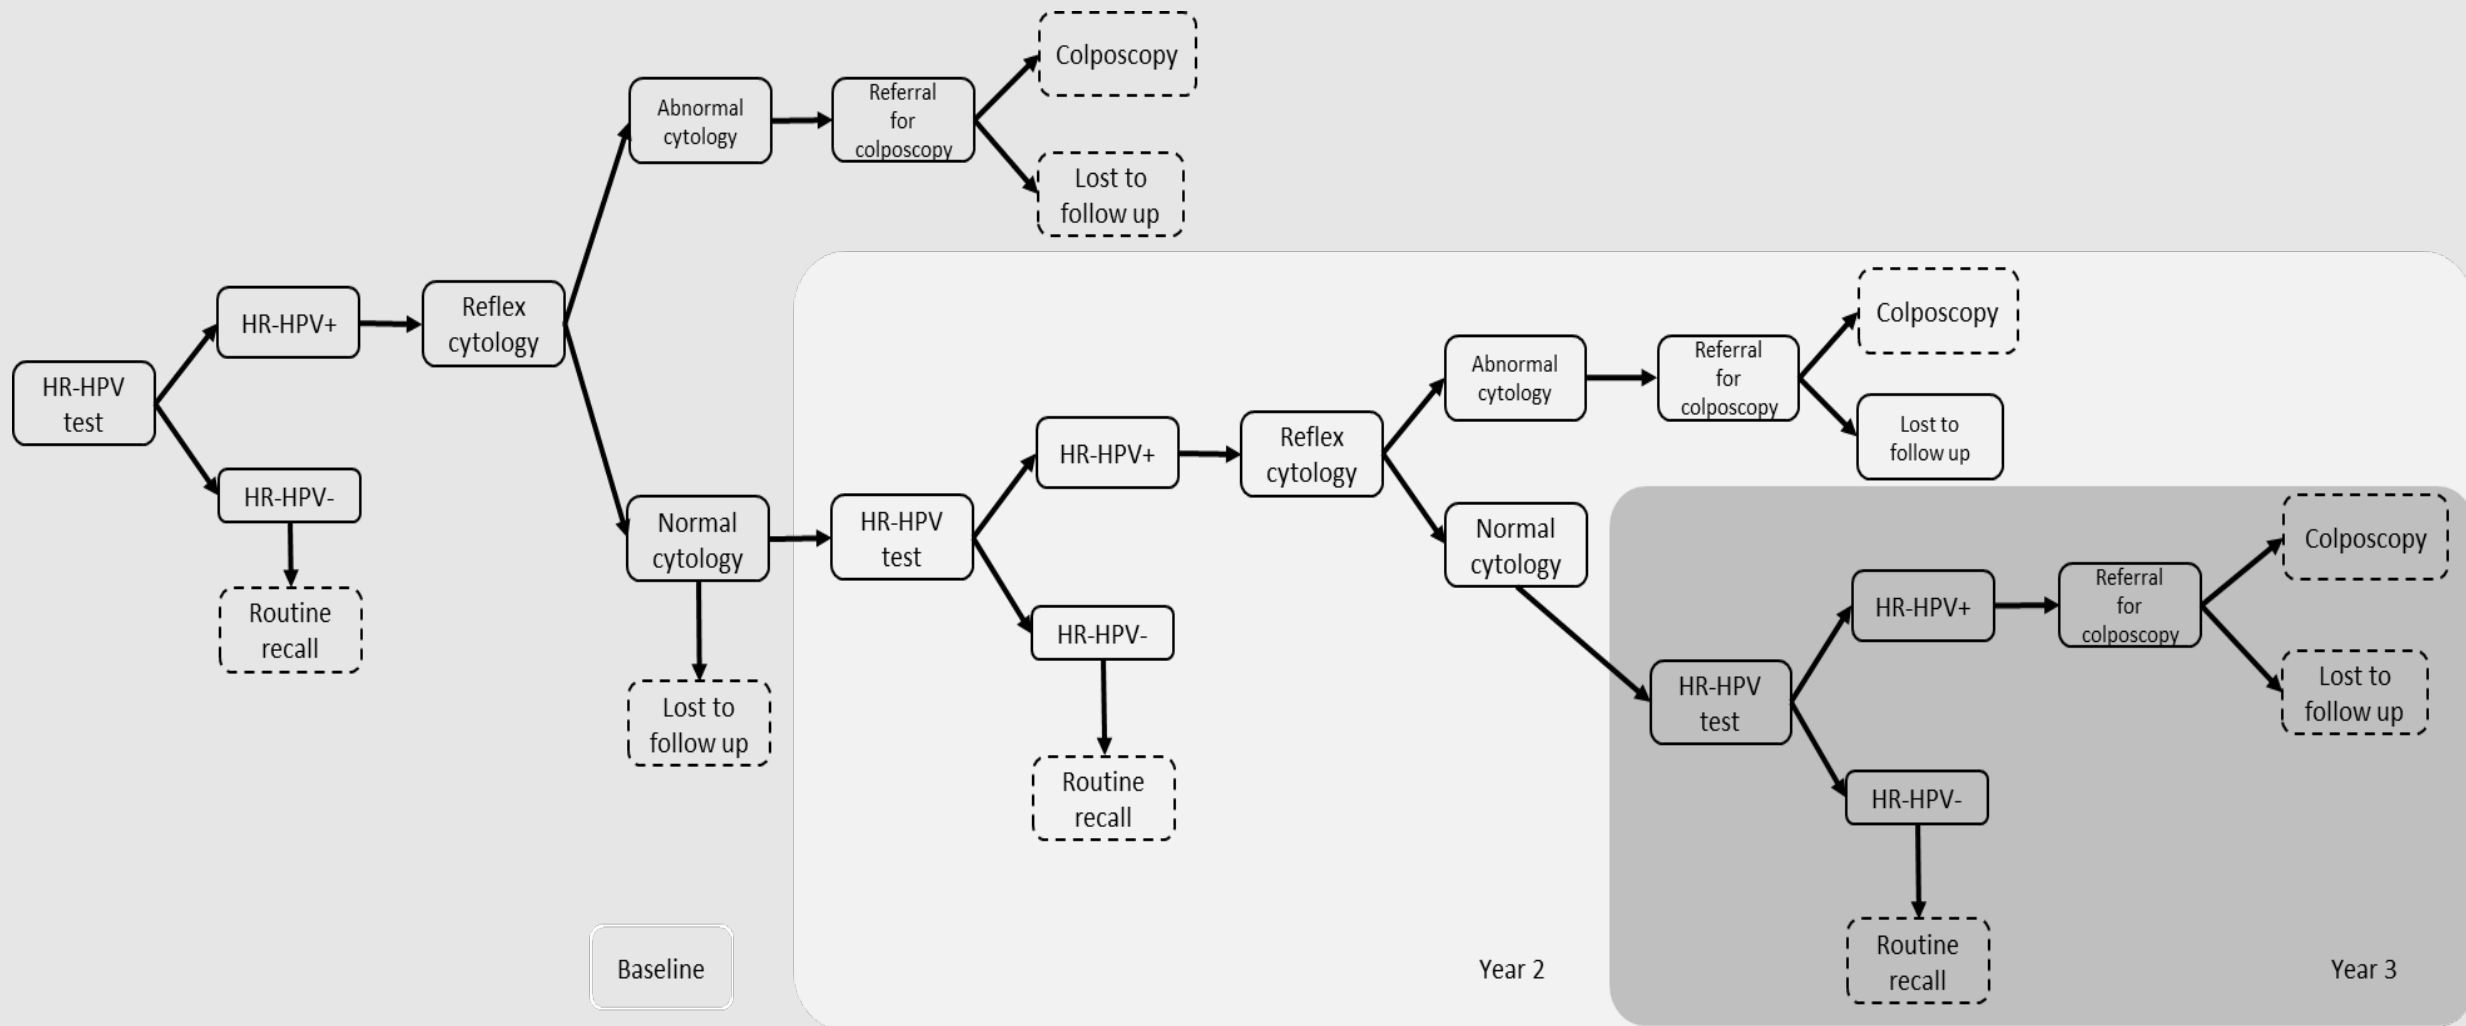 HR-HPV
test
HR-HPV+
HR-HPV-
Routine
recall
Reflex
cytology
Abnormal
cytology
Referral
for
colposcopy
Colposcopy
Lost to
follow up
Normal
cytology
Lost to
follow up
Baseline
HR-HPV
test
HR-HPV+
HR-HPV-
Routine
recall
Reflex
cytology
Abnormal
cytology
Referral
for
colposcopy
Colposcopy
Lost to
follow up
Normal
cytology
Year 2
HR-HPV
test
HR-HPV+
HR-HPV-
Routine
recall
Referral
for
colposcopy
Colposcopy
Lost to
follow up
Year 3